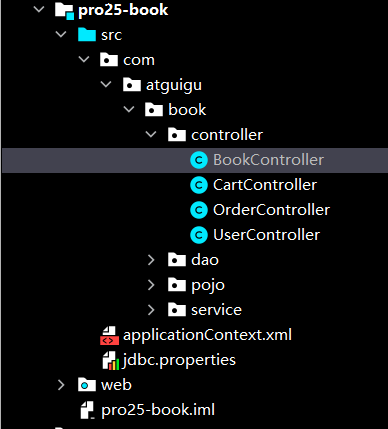 pro25-book
src
com
atguigu
book
controller
BookController
CartController
OrderController
UserController
dao
pojo
service
applicationContext.xml
jdbc.properties
web
pro25-book.iml